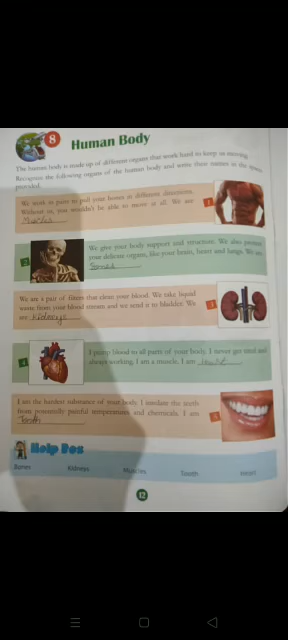 8
Human Body
The human body is made up of different organs that work hard to keep us moving.
Recognise the following organs of the human body and write their names in the space
provided.
We work in pairs to pull your bones in different directions.
Without us, you wouldn't be able to move at all. We are
1
We give your body support and structure. We also protect
your delicate organs, like your brain, heart and lungs. We are
2
We are a pair of filters that clean your blood. We take liquid
waste from your blood stream and we send it to bladder. We
are Kidneys
3
I pump blood to all parts of your body. I never get tired and
always working. I am a muscle. I am
4
I am the hardest substance of your body. I insulate the teeth
from potentially painful temperatures and chemicals. I am
Tooth
5
Help Box
Bones Kidneys Muscles Tooth Heart
12